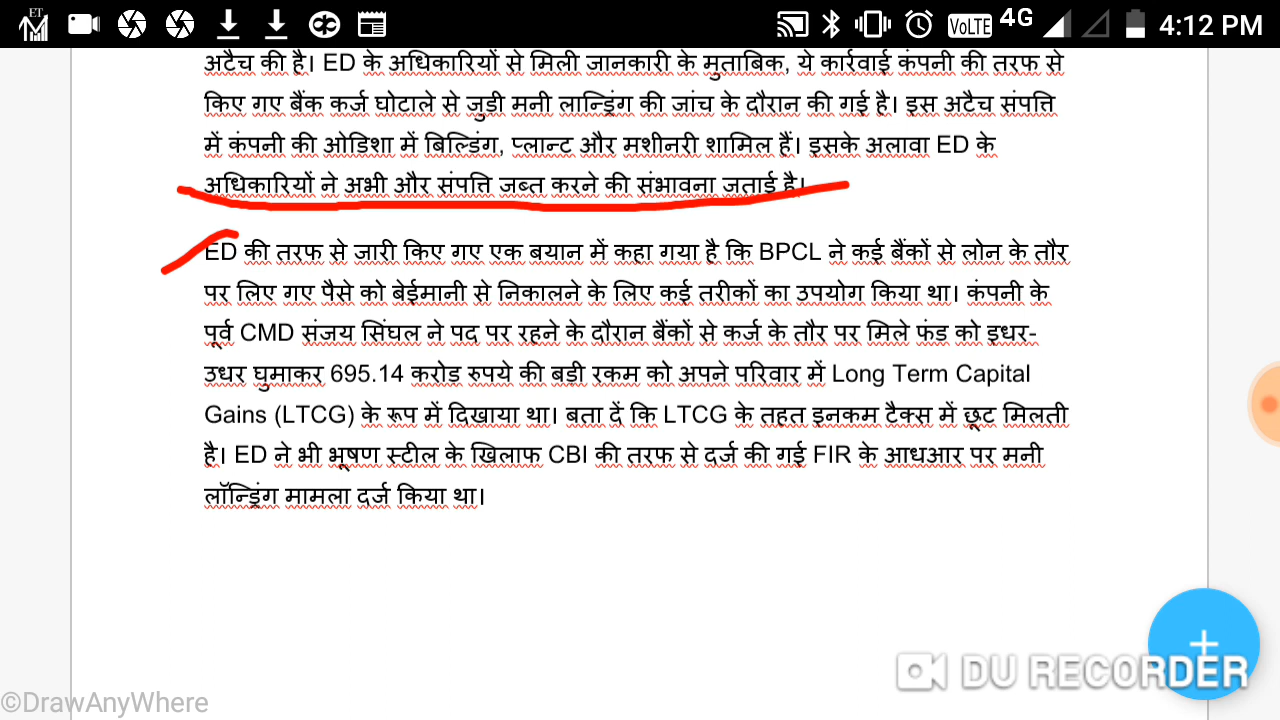 ET
VoLTE
4G
4:12 PM
अटैच की है। ED के अधिकारियों से मिली जानकारी के मुताबिक, ये कार्रवाई कंपनी की तरफ से
किए गए बैंक कर्ज घोटाले से जुड़ी मनी लान्ड्रिंग की जांच के दौरान की गई है। इस अटैच संपत्ति
में कंपनी की ओडिशा में बिल्डिंग, प्लान्ट और मशीनरी शामिल हैं। इसके अलावा ED के
अधिकारियों ने अभी और संपत्ति जब्त करने की संभावना जताई है।
ED की तरफ से जारी किए गए एक बयान में कहा गया है कि BPCL ने कई बैंकों से लोन के तौर
पर लिए गए पैसे को बेईमानी से निकालने के लिए कई तरीकों का उपयोग किया था। कंपनी के
पूर्व CMD संजय सिंघल ने पद पर रहने के दौरान बैंकों से कर्ज के तौर पर मिले फंड को इधर-
उधर घुमाकर 695.14 करोड रुपये की बड़ी रकम को अपने परिवार में Long Term Capital
Gains (LTCG) के रूप में दिखाया था। बता दें कि LTCG के तहत इनकम टैक्स में छूट मिलती
है। ED ने भी भूषण स्टील के खिलाफ CBI की तरफ से दर्ज की गई FIR के आधआर पर मनी
लॉन्ड्रिंग मामला दर्ज किया था।
DU RECORDER
©DrawAnyWhere